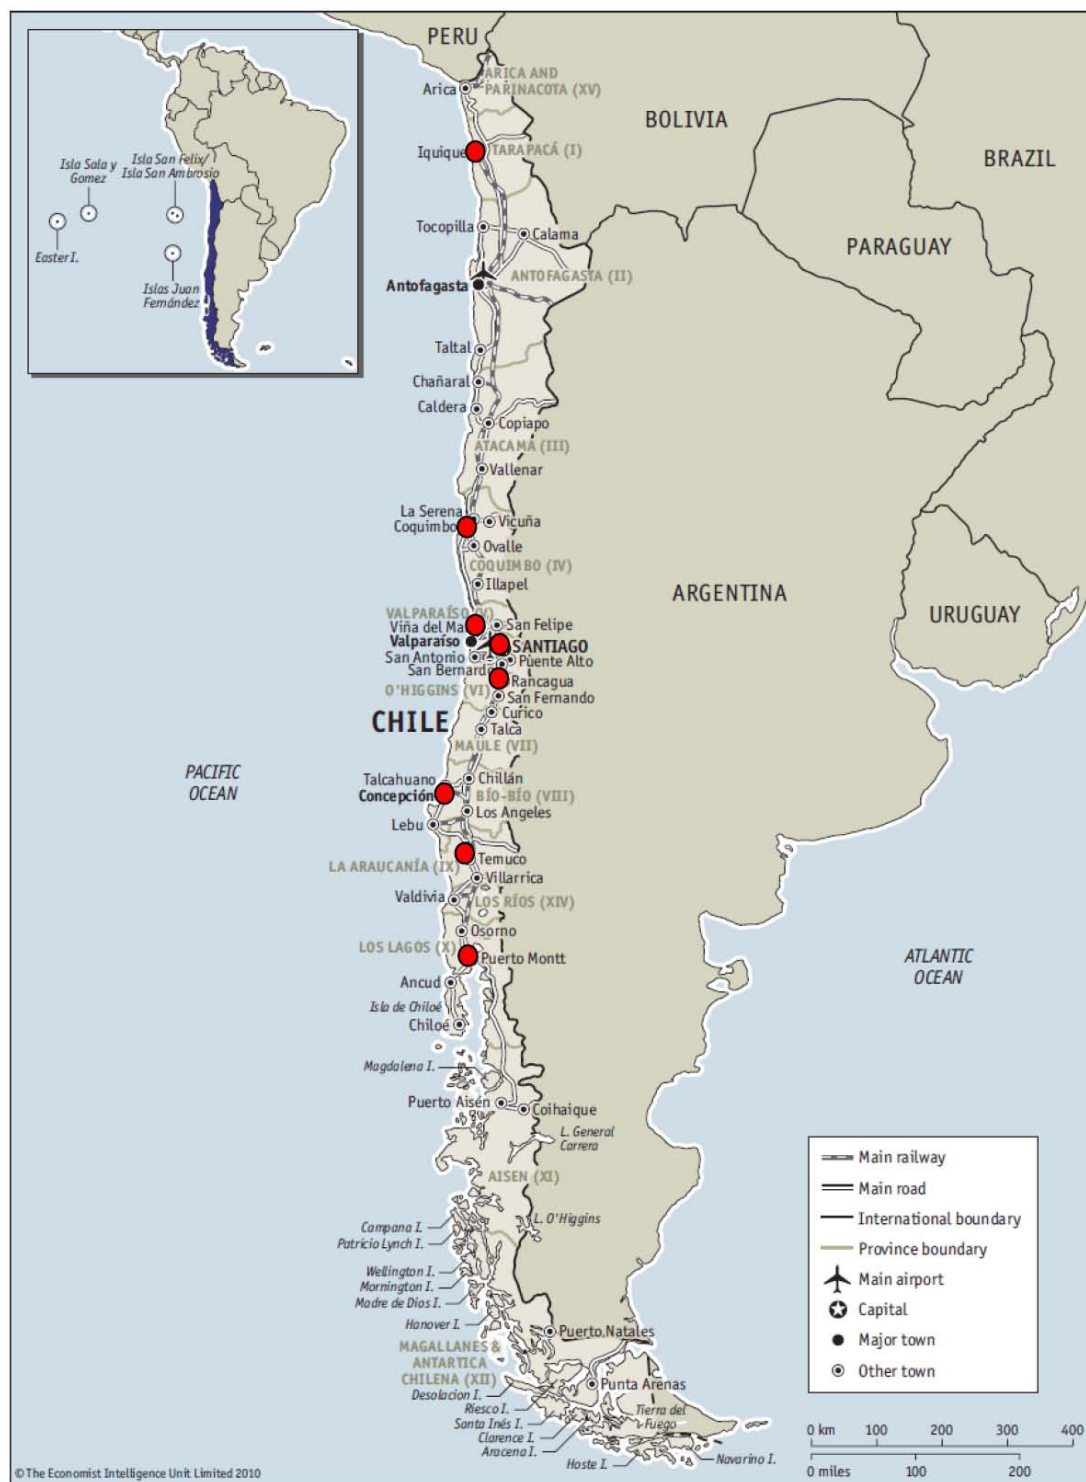 PERU
ARICA AND
PARINACOTA (XV)
Arica
BOLIVIA
BRAZIL
Iquique
TARAPACÁ (I)
Isla Sala y
Gomez
Isla San Felix/
Isla San Ambrosio
Easter I.
Islas Juan
Fernández
Tocopilla
Calama
PARAGUAY
ANTOFAGASTA (II)
Antofagasta
Taltal
Chañaral
Caldera
Copiapo
ATACAMA (III)
Vallenar
La Serena
Coquimbo
Vicuña
Ovalle
COQUIMBO (IV)
Illapel
ARGENTINA
URUGUAY
VALPARAÍSO (V)
Viña del Ma
San Felipe
Valparaíso
SANTIAGO
San Antonio
Puente Alto
San Bernard
Rancagua
O'HIGGINS (VI)
San Fernando
Curico
CHILE
Talca
MAULE (VII)
PACIFIC
OCEAN
Talcahuano
Chillán
Concepción
BÍO-BÍO (VIII)
Los Angeles
Lebu
Temuco
LA ARAUCANÍA (IX)
Villarrica
Valdivia
LOS RÍOS (XIV)
Osorno
LOS LAGOS (X)
Puerto Montt
ATLANTIC
OCEAN
Ancud
Isla de Chiloé
Chiloé
Magdalena I.
Puerto Aisén
Coihaique
L. General
Carrera
AISEN (XI)
L. O'Higgins
Campana I.
Patricio Lynch I.
Wellington I.
Mornington I.
Madre de Dios I.
Hanover I.
Puerto Natales
MAGALLANES &
ANTARTICA
CHILENA (XII)
Desolacion I.
Punta Arenas
Riesco I.
Santa Inés I.
Tierra del
Fuego
Clarence I.
Aracena I.
Hoste I.
Navarino I.
Main railway
Main road
International boundary
Province boundary
Main airport
Capital
Major town
Other town
0 km 100 200 300 400
0 miles 100 200
© The Economist Intelligence Unit Limited 2010